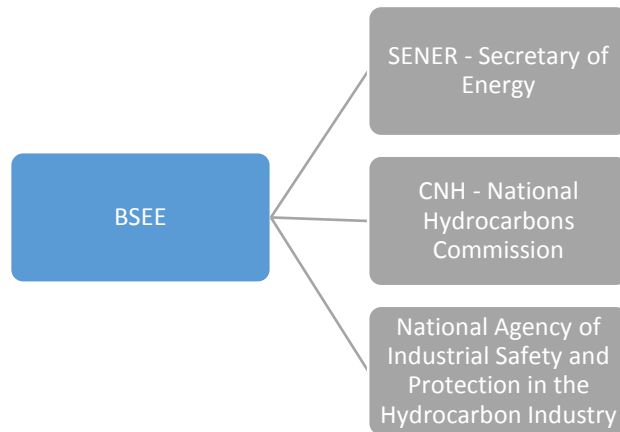 SENER - Secretary of
Energy
BSEE
CNH - National
Hydrocarbons
Commission
National Agency of
Industrial Safety and
Protection in the
Hydrocarbon Industry